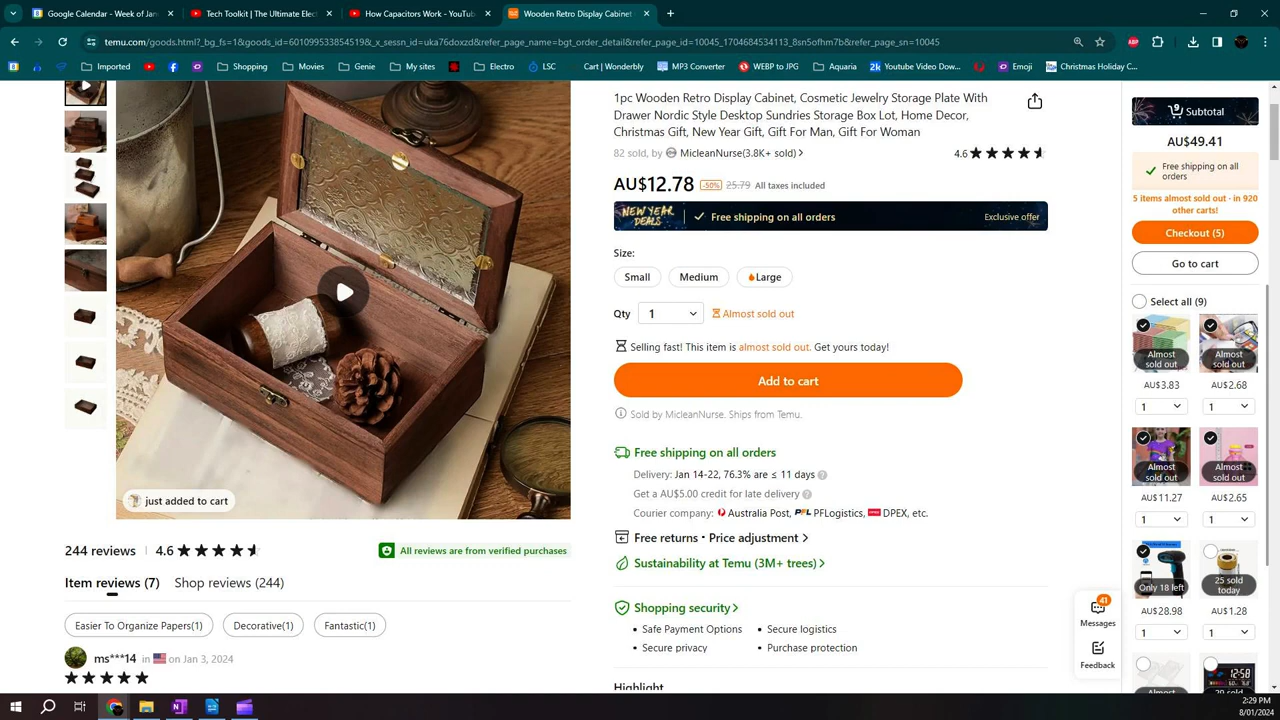 Google Calendar - Week of Jan
Tech Toolkit | The Ultimate Elect
How Capacitors Work - YouTube
Wooden Retro Display Cabinet
temu.com/goods.html?_bg_fs=1&goods_id=601099533854519&_x_sessn_id=uka76doxzd&refer_page_name=bgt_order_detail&refer_page_id=10045_1704684534113_8sn5ofhm7b&refer_page_sn=10045
Imported
Shopping
Movies
Genie
My sites
Electro
LSC
Cart | Wonderbly
MP3 Converter
WEBP to JPG
Aquaria
Youtube Video Dow...
Emoji
Christmas Holiday C...
1pc Wooden Retro Display Cabinet, Cosmetic Jewelry Storage Plate With
Drawer Nordic Style Desktop Sundries Storage Box Lot, Home Decor,
Christmas Gift, New Year Gift, Gift For Man, Gift For Woman
82 sold, by MicleanNurse(3.8K+ sold)
4.6
AU$12.78 -50% 25.79 All taxes included
NEW YEAR DEALS Free shipping on all orders Exclusive offer
Size:
Small Medium Large
Qty 1 Almost sold out
Selling fast! This item is almost sold out. Get yours today!
Add to cart
Sold by MicleanNurse. Ships from Temu.
Free shipping on all orders
Delivery: Jan 14-22, 76.3% are ≤ 11 days
Get a AU$5.00 credit for late delivery
Courier company: Australia Post, PFL PFLogistics, DPEX, etc.
Free returns · Price adjustment
Sustainability at Temu (3M+ trees)
Shopping security
• Safe Payment Options • Secure logistics
• Secure privacy • Purchase protection
Highlight
just added to cart
244 reviews 4.6
All reviews are from verified purchases
Item reviews (7) Shop reviews (244)
Easier To Organize Papers(1) Decorative(1) Fantastic(1)
ms***14 in on Jan 3, 2024
41
Messages
Feedback
9 Subtotal
AU$49.41
Free shipping on all
orders
5 items almost sold out · in 920
other carts!
Checkout (5)
Go to cart
Select all (9)
Almost sold out Almost sold out
AU$3.83 AU$2.68
1 1
Almost sold out Almost sold out
AU$11.27 AU$2.65
1 1
Only 18 left 25 sold today
AU$28.98 AU$1.28
1 1
Almost
12:58
2:29 PM
8/01/2024